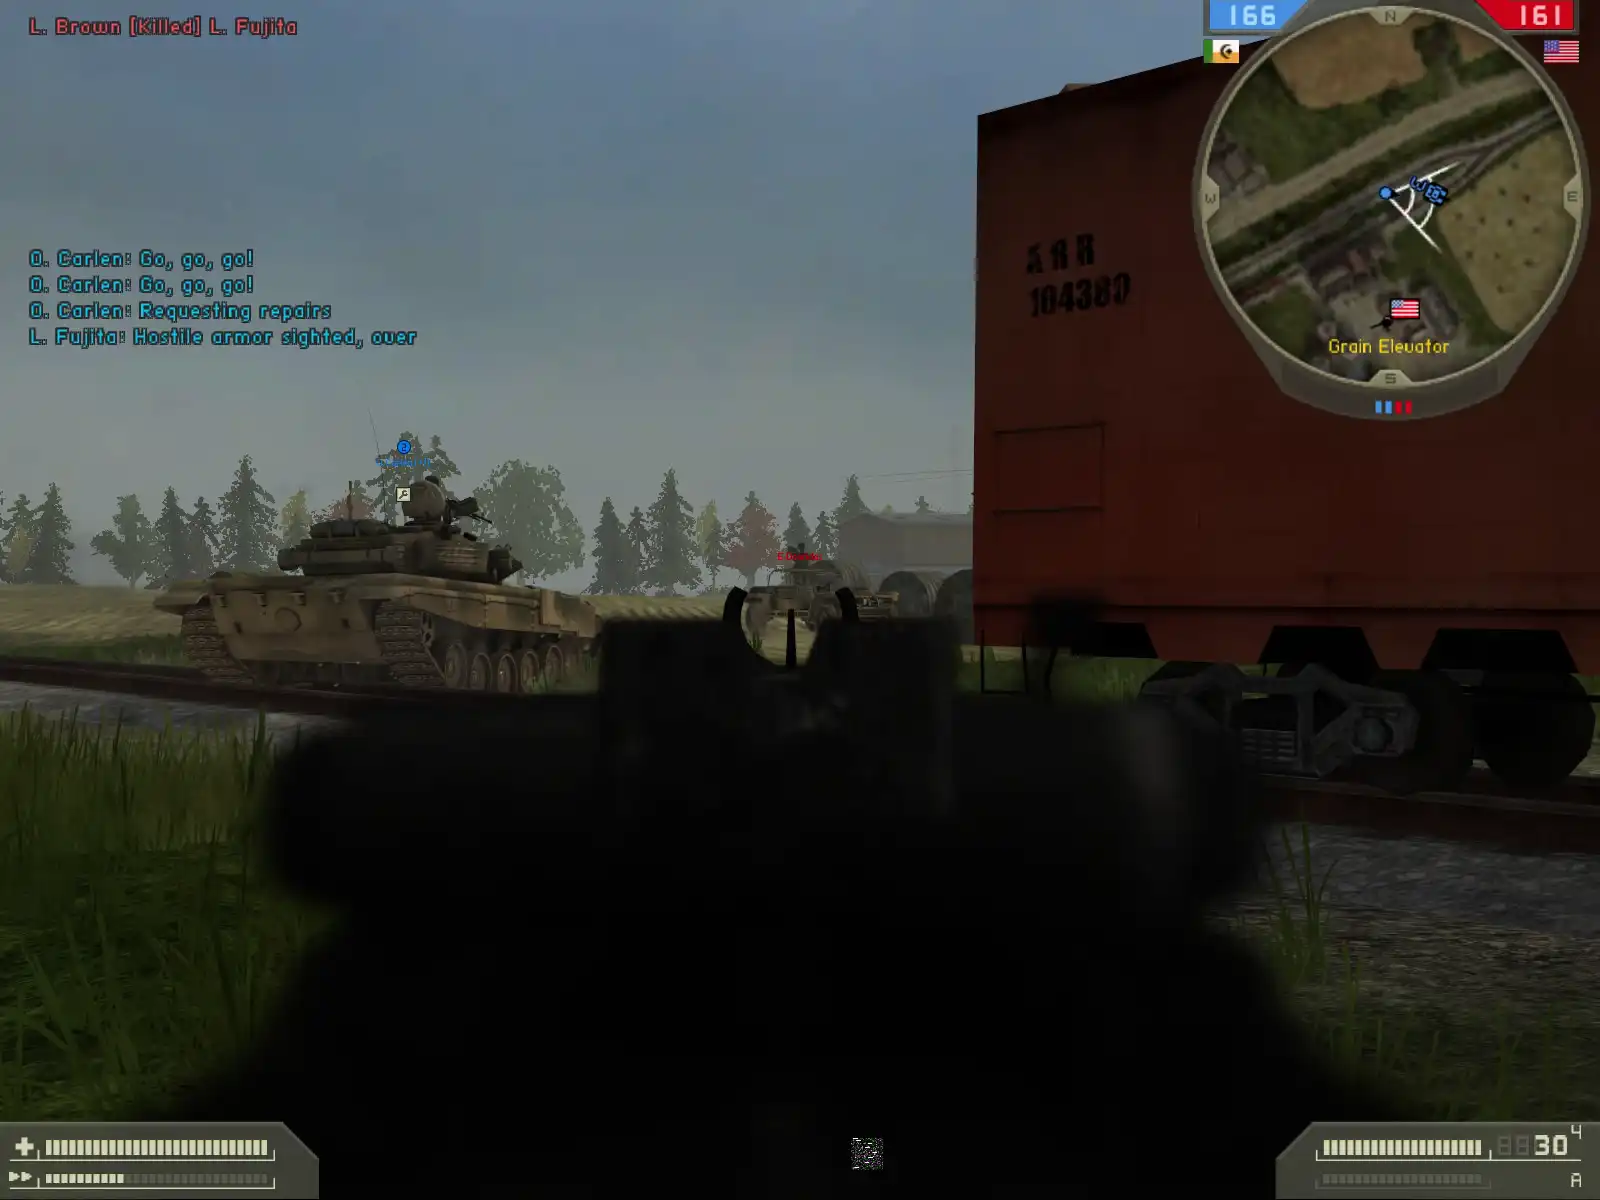 L. Brown [Killed] L. Fujita
166
161
N
W
E
S
Grain Elevator
O. Carlen: Go, go, go!
O. Carlen: Go, go, go!
O. Carlen: Requesting repairs
L. Fujita: Hostile armor sighted, over
2
104380
30
4
A